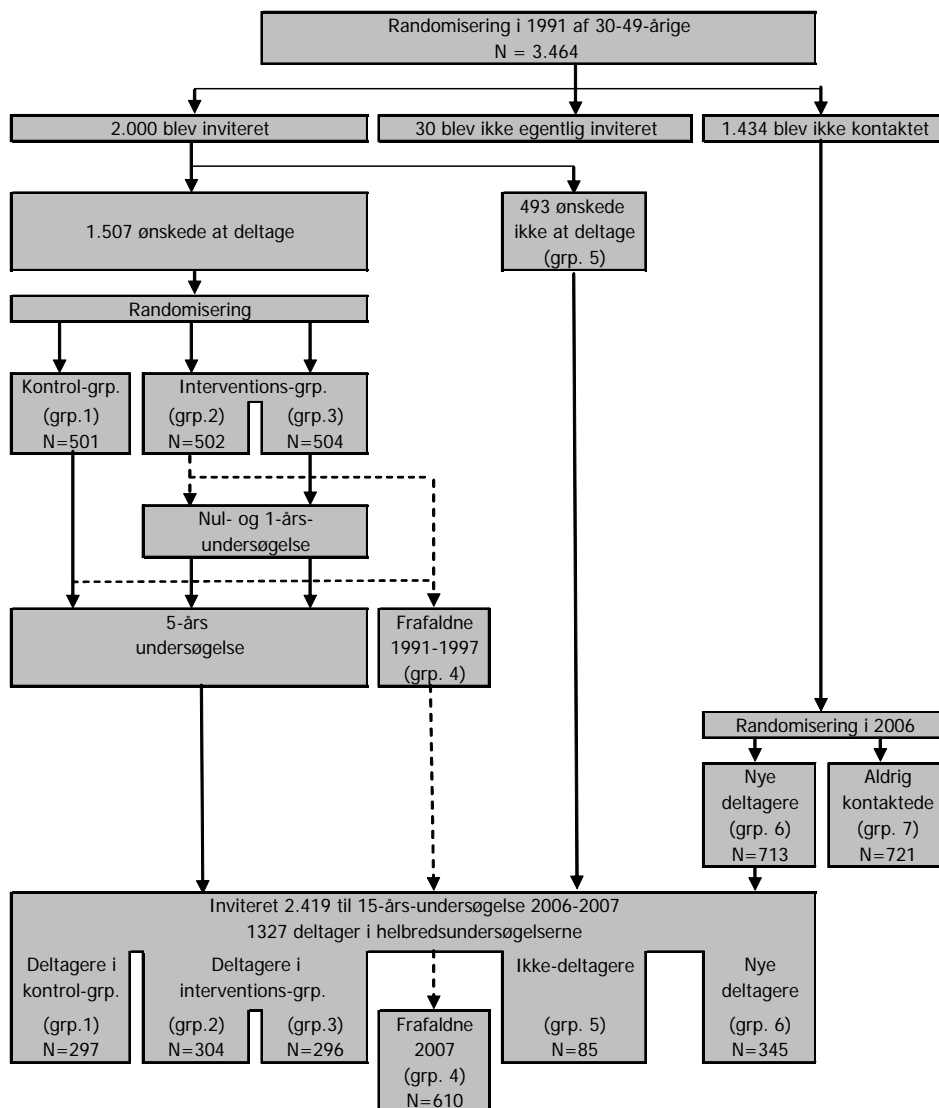 Randomisering i 1991 af 30-49-årige
N = 3.464
2.000 blev inviteret
30 blev ikke egentlig inviteret
1.434 blev ikke kontaktet
1.507 ønskede at deltage
493 ønskede
ikke at deltage
(grp. 5)
Randomisering
Kontrol-grp.
(grp.1)
N=501
Interventions-grp.
(grp.2)
N=502
(grp.3)
N=504
Nul- og 1-års-
undersøgelse
5-års
undersøgelse
Frafaldne
1991-1997
(grp. 4)
Randomisering i 2006
Nye
deltagere
(grp. 6)
N=713
Aldrig
kontaktede
(grp. 7)
N=721
Inviteret 2.419 til 15-års-undersøgelse 2006-2007
1327 deltager i helbredsundersøgelserne
Deltagere i
kontrol-grp.
(grp.1)
N=297
Deltagere i
interventions-grp.
(grp.2)
N=304
(grp.3)
N=296
Frafaldne
2007
(grp. 4)
N=610
Ikke-deltagere
(grp. 5)
N=85
Nye
deltagere
(grp. 6)
N=345